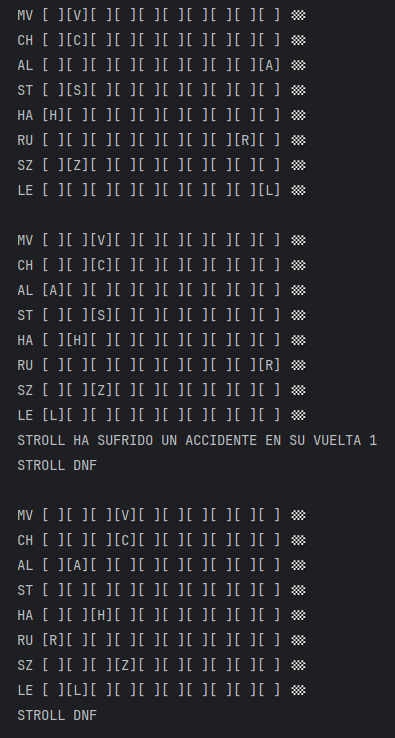 MV [ ][V][ ][ ][ ][ ][ ][ ][ ][ ] 🏁
CH [ ][C][ ][ ][ ][ ][ ][ ][ ][ ] 🏁
AL [ ][ ][ ][ ][ ][ ][ ][ ][ ][A] 🏁
ST [ ][S][ ][ ][ ][ ][ ][ ][ ][ ] 🏁
HA [H][ ][ ][ ][ ][ ][ ][ ][ ][ ] 🏁
RU [ ][ ][ ][ ][ ][ ][ ][ ][R][ ] 🏁
SZ [ ][Z][ ][ ][ ][ ][ ][ ][ ][ ] 🏁
LE [ ][ ][ ][ ][ ][ ][ ][ ][ ][L] 🏁
MV [ ][ ][V][ ][ ][ ][ ][ ][ ][ ] 🏁
CH [ ][ ][C][ ][ ][ ][ ][ ][ ][ ] 🏁
AL [A][ ][ ][ ][ ][ ][ ][ ][ ][ ] 🏁
ST [ ][ ][S][ ][ ][ ][ ][ ][ ][ ] 🏁
HA [ ][H][ ][ ][ ][ ][ ][ ][ ][ ] 🏁
RU [ ][ ][ ][ ][ ][ ][ ][ ][ ][R] 🏁
SZ [ ][ ][Z][ ][ ][ ][ ][ ][ ][ ] 🏁
LE [L][ ][ ][ ][ ][ ][ ][ ][ ][ ] 🏁
STROLL HA SUFRIDO UN ACCIDENTE EN SU VUELTA 1
STROLL DNF
MV [ ][ ][ ][V][ ][ ][ ][ ][ ][ ] 🏁
CH [ ][ ][ ][C][ ][ ][ ][ ][ ][ ] 🏁
AL [ ][A][ ][ ][ ][ ][ ][ ][ ][ ] 🏁
ST [ ][ ][ ][ ][ ][ ][ ][ ][ ][ ] 🏁
HA [ ][ ][H][ ][ ][ ][ ][ ][ ][ ] 🏁
RU [R][ ][ ][ ][ ][ ][ ][ ][ ][ ] 🏁
SZ [ ][ ][ ][Z][ ][ ][ ][ ][ ][ ] 🏁
LE [ ][L][ ][ ][ ][ ][ ][ ][ ][ ] 🏁
STROLL DNF